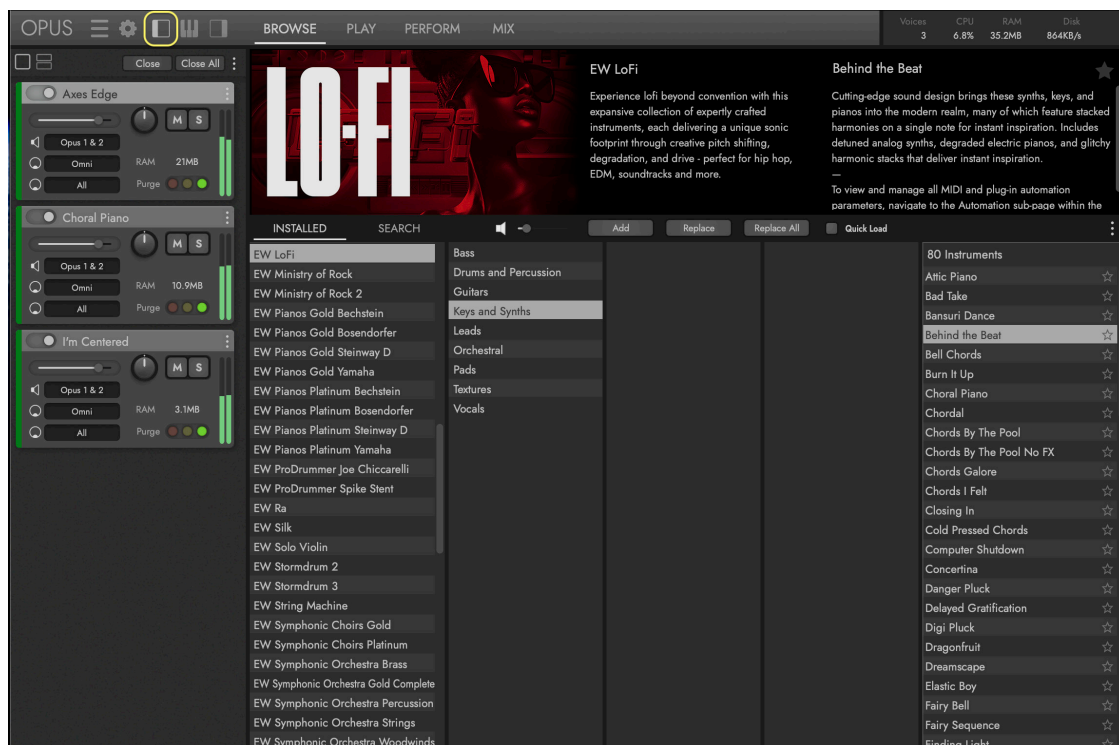 OPUS
BROWSE PLAY PERFORM MIX
Voices CPU RAM Disk
3 6.8% 35.2MB 864KB/s
Close Close All
Axes Edge
M S
Opus 1 & 2
Omni RAM 21MB
All Purge
Choral Piano
M S
Opus 1 & 2
Omni RAM 10.9MB
All Purge
I'm Centered
M S
Opus 1 & 2
Omni RAM 3.1MB
All Purge
LO-FI
EW LoFi
Experience lofi beyond convention with this
expansive collection of expertly crafted
instruments, each delivering a unique sonic
footprint through creative pitch shifting,
degradation, and drive - perfect for hip hop,
EDM, soundtracks and more.
Behind the Beat
Cutting-edge sound design brings these synths, keys, and
pianos into the modern realm, many of which feature stacked
harmonies on a single note for instant inspiration. Includes
detuned analog synths, degraded electric pianos, and glitchy
harmonic stacks that deliver instant inspiration.
—
To view and manage all MIDI and plug-in automation
parameters, navigate to the Automation sub-page within the
INSTALLED SEARCH
Add Replace Replace All Quick Load
EW LoFi
EW Ministry of Rock
EW Ministry of Rock 2
EW Pianos Gold Bechstein
EW Pianos Gold Bosendorfer
EW Pianos Gold Steinway D
EW Pianos Gold Yamaha
EW Pianos Platinum Bechstein
EW Pianos Platinum Bosendorfer
EW Pianos Platinum Steinway D
EW Pianos Platinum Yamaha
EW ProDrummer Joe Chiccarelli
EW ProDrummer Spike Stent
EW Ra
EW Silk
EW Solo Violin
EW Stormdrum 2
EW Stormdrum 3
EW String Machine
EW Symphonic Choirs Gold
EW Symphonic Choirs Platinum
EW Symphonic Orchestra Brass
EW Symphonic Orchestra Gold Complete
EW Symphonic Orchestra Percussion
EW Symphonic Orchestra Strings
EW Symphonic Orchestra Woodwinds
Bass
Drums and Percussion
Guitars
Keys and Synths
Leads
Orchestral
Pads
Textures
Vocals
80 Instruments
Attic Piano
Bad Take
Bansuri Dance
Behind the Beat
Bell Chords
Burn It Up
Choral Piano
Chordal
Chords By The Pool
Chords By The Pool No FX
Chords Galore
Chords I Felt
Closing In
Cold Pressed Chords
Computer Shutdown
Concertina
Danger Pluck
Delayed Gratification
Digi Pluck
Dragonfruit
Dreamscape
Elastic Boy
Fairy Bell
Fairy Sequence
Finding Light